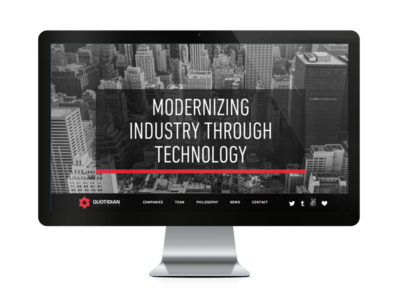 MODERNIZING
INDUSTRY THROUGH
TECHNOLOGY
QUOTIDIAN COMPANIES TEAM PHILOSOPHY NEWS CONTACT